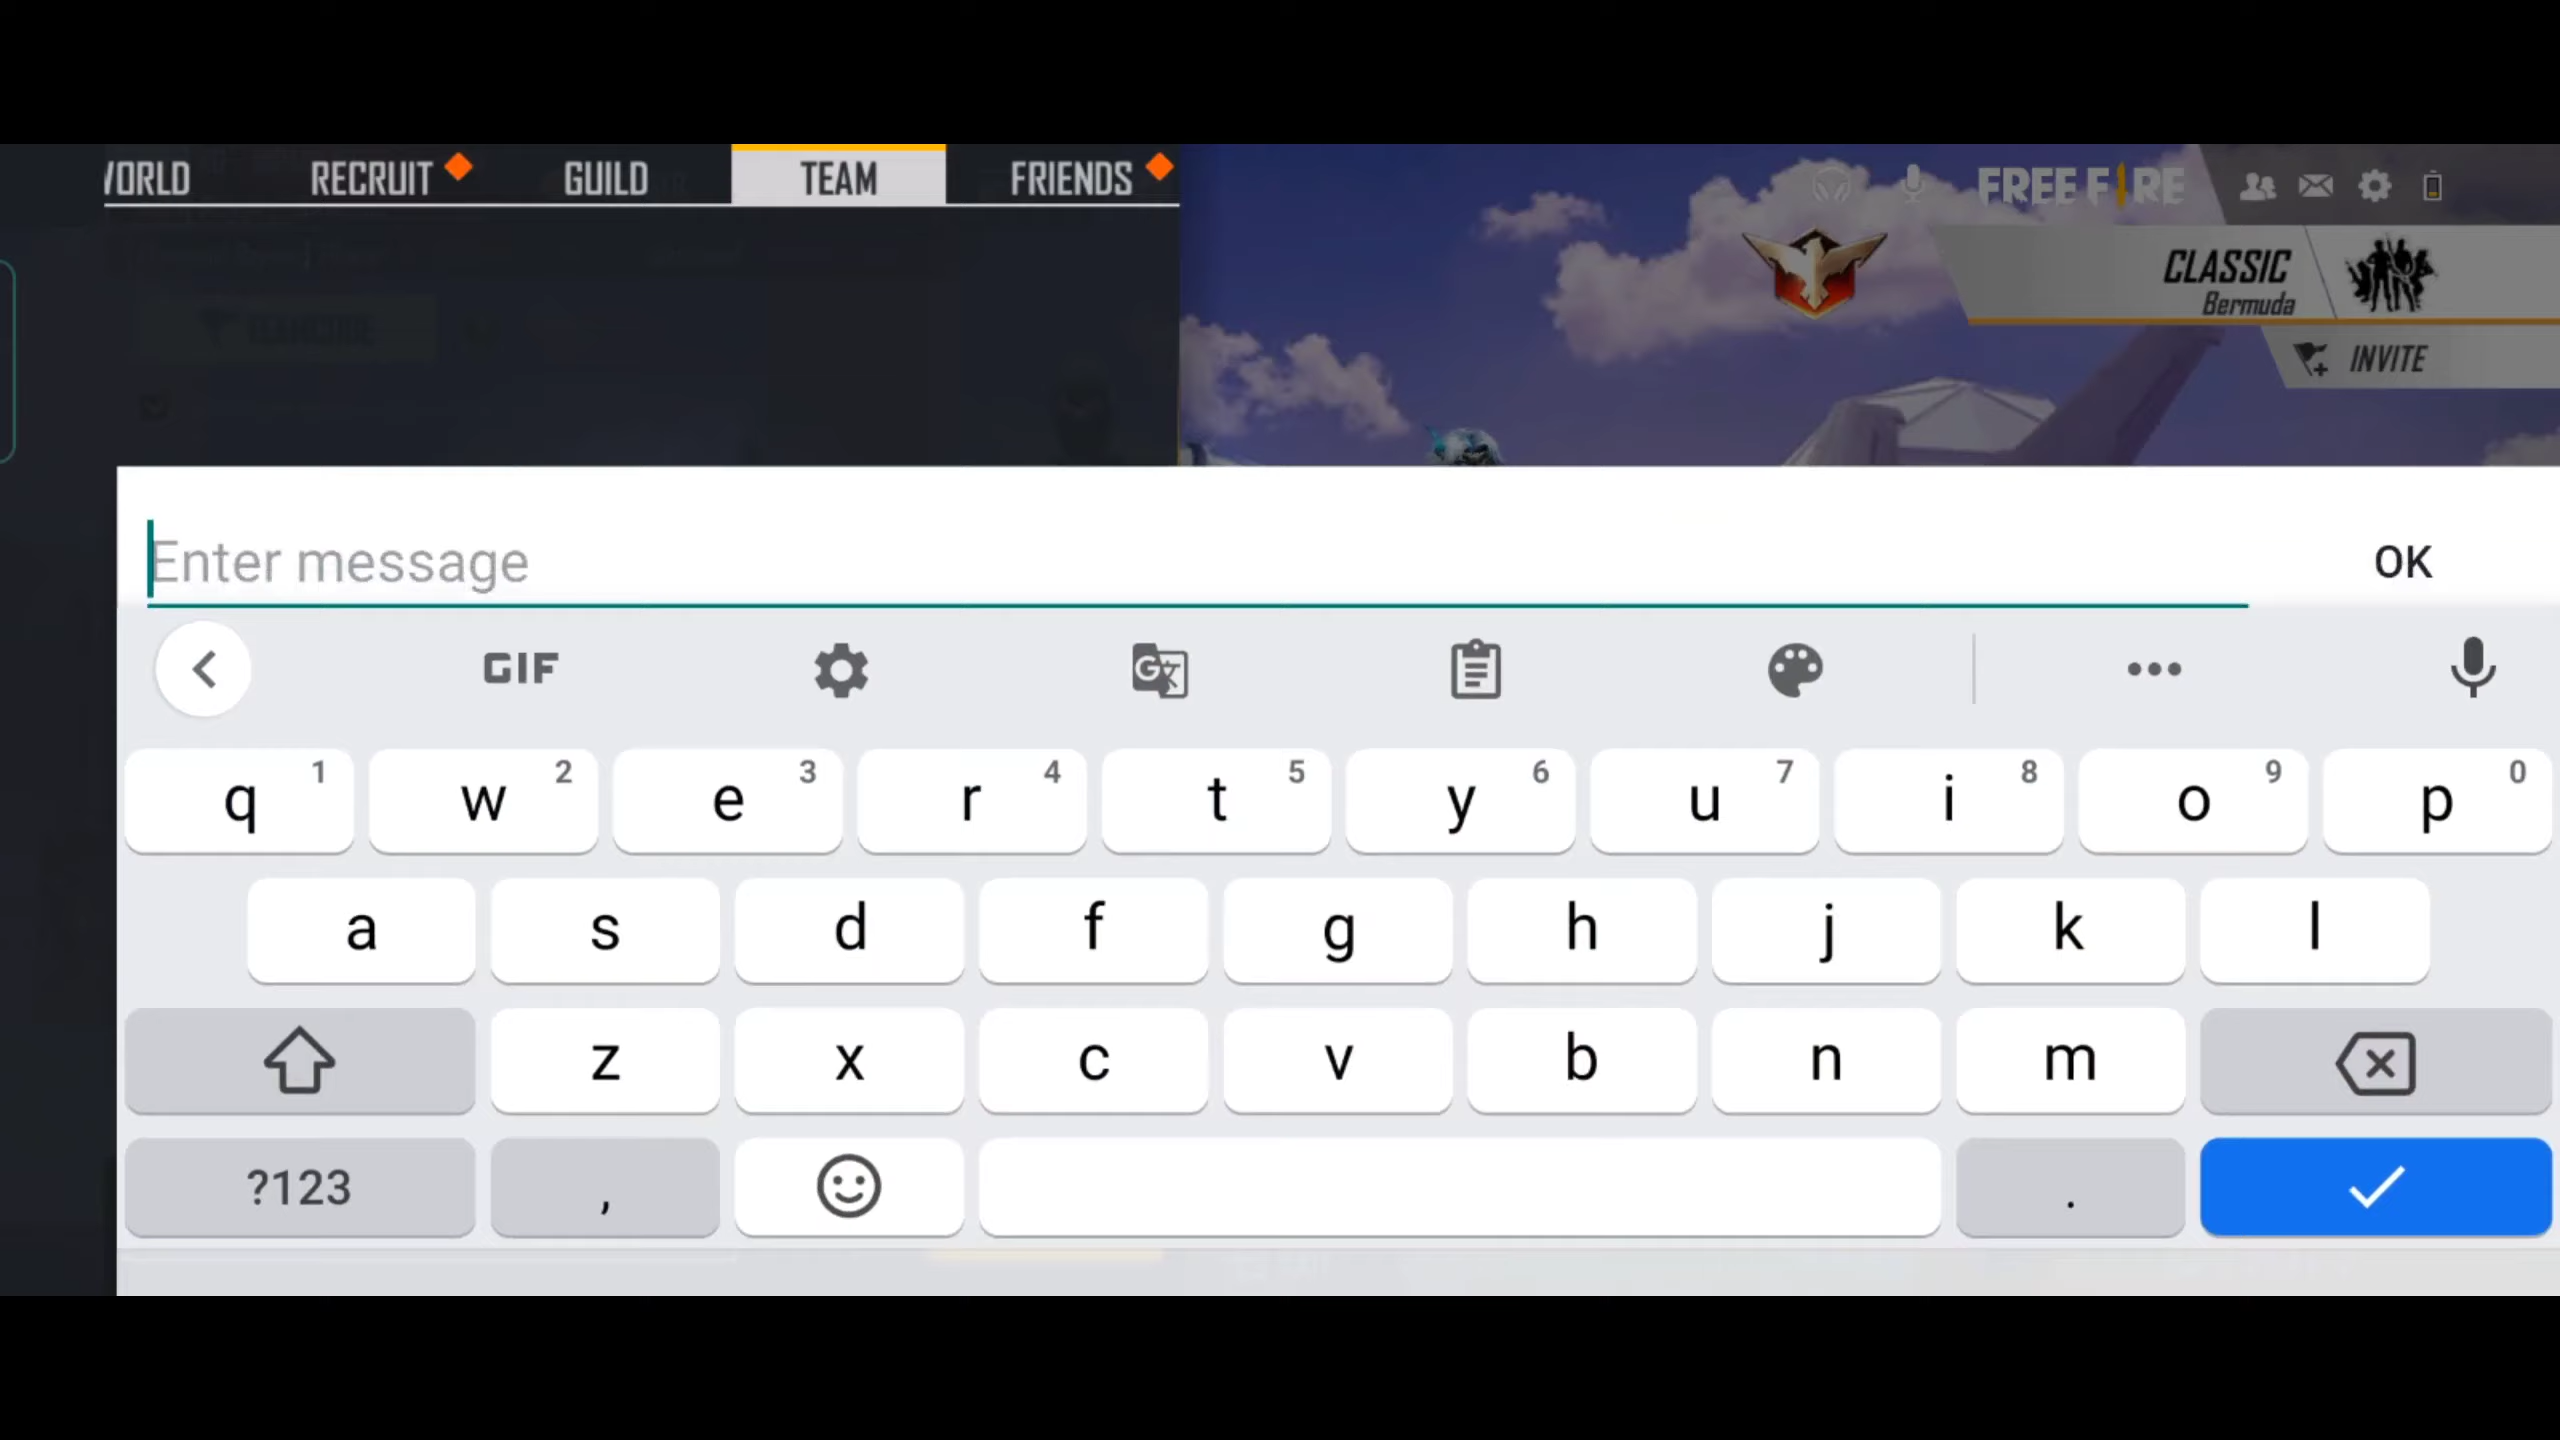 WORLD RECRUIT GUILD TEAM FRIENDS
FREE FIRE
CLASSIC
Bermuda
INVITE
Enter message
OK
GIF
G
q 1 w 2 e 3 r 4 t 5 y 6 u 7 i 8 o 9 p 0
a s d f g h j k l
z x c v b n m
?123 , .